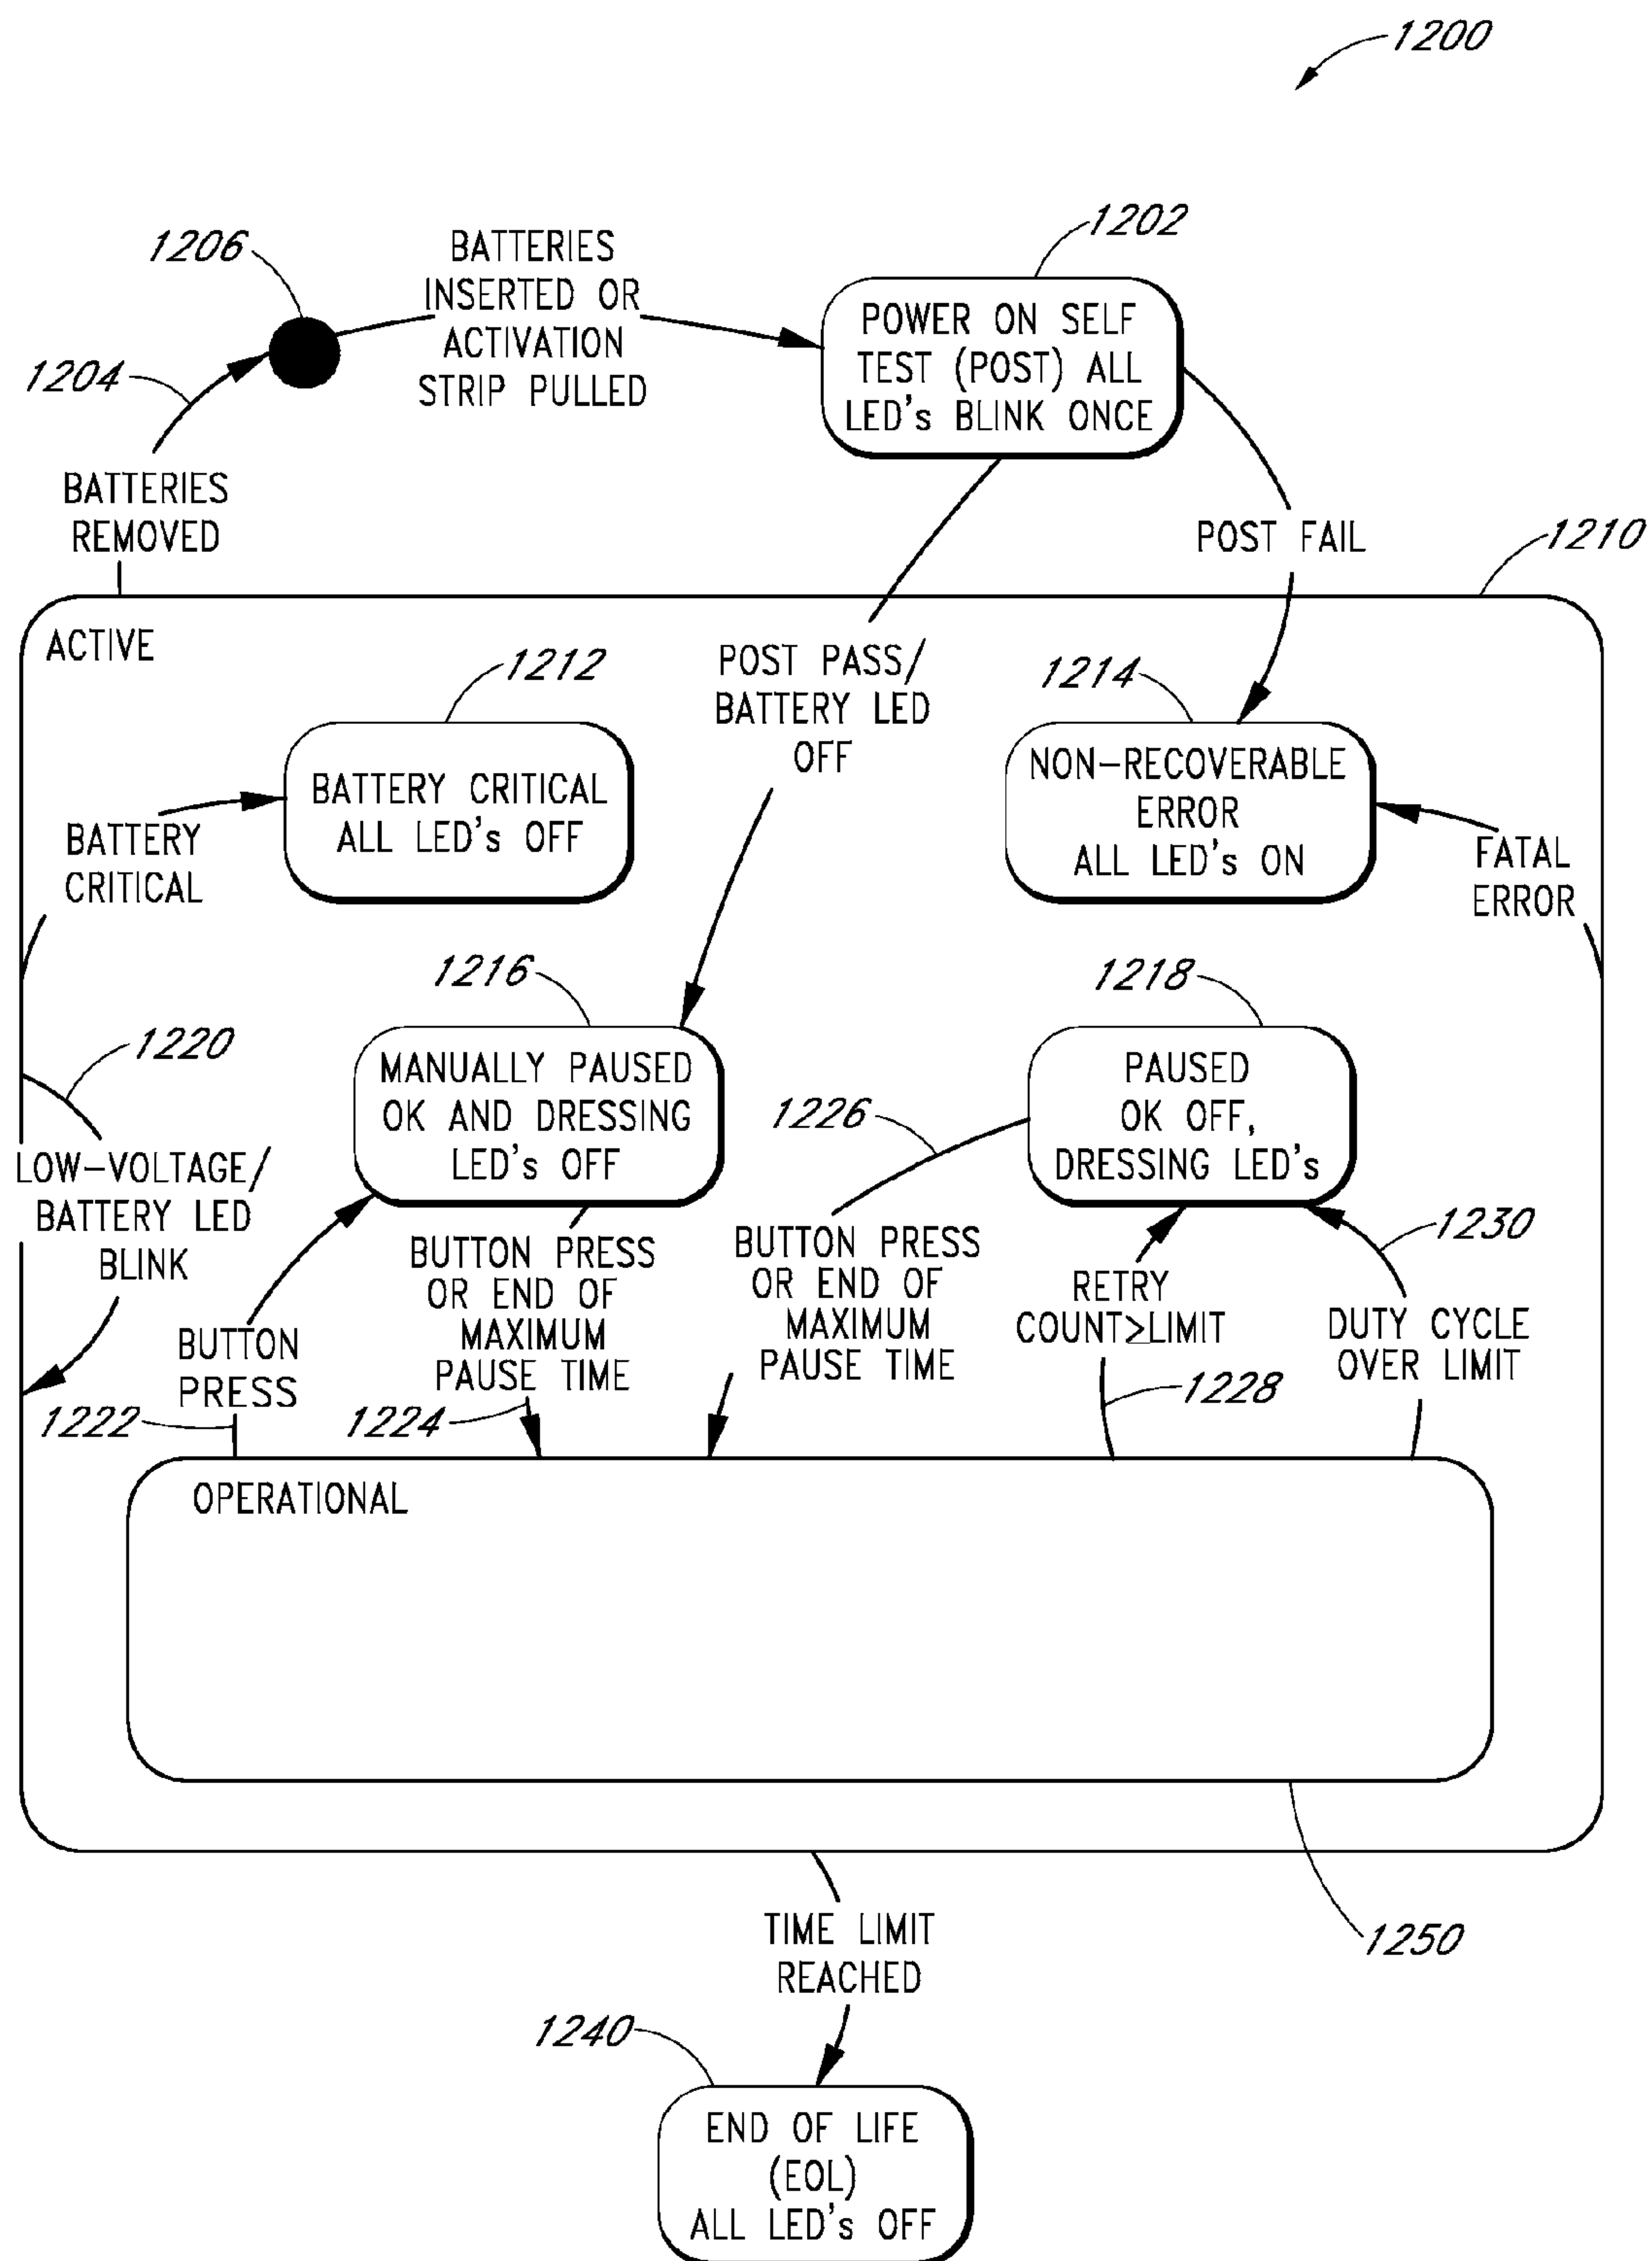 1200
1202
1206
BATTERIES
INSERTED OR
ACTIVATION
STRIP PULLED
POWER ON SELF
TEST (POST) ALL
LED's BLINK ONCE
1204
BATTERIES
REMOVED
POST FAIL
1210
ACTIVE
1212
POST PASS/
BATTERY LED
OFF
1214
BATTERY CRITICAL
ALL LED's OFF
NON-RECOVERABLE
ERROR
ALL LED's ON
BATTERY
CRITICAL
FATAL
ERROR
1216
1218
1220
MANUALLY PAUSED
OK AND DRESSING
LED's OFF
1226
PAUSED
OK OFF,
DRESSING LED's
LOW-VOLTAGE/
BATTERY LED
BLINK
1230
BUTTON PRESS
OR END OF
MAXIMUM
PAUSE TIME
BUTTON PRESS
OR END OF
MAXIMUM
PAUSE TIME
RETRY
COUNT≥LIMIT
DUTY CYCLE
OVER LIMIT
BUTTON
PRESS
1222
1224
1228
OPERATIONAL
1250
TIME LIMIT
REACHED
1240
END OF LIFE
(EOL)
ALL LED's OFF